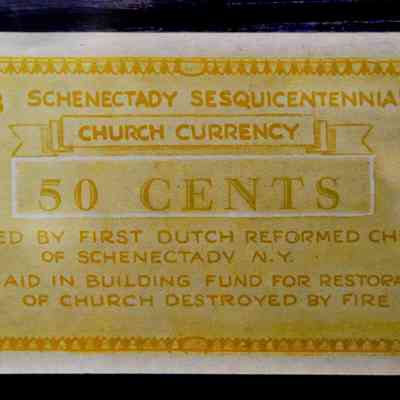 SCHENECTADY SESQUICENTENNIA
CHURCH CURRENCY
50 CENTS
ED BY FIRST DUTCH REFORMED CH
OF SCHENECTADY N.Y.
AID IN BUILDING FUND FOR RESTORA
OF CHURCH DESTROYED BY FIRE